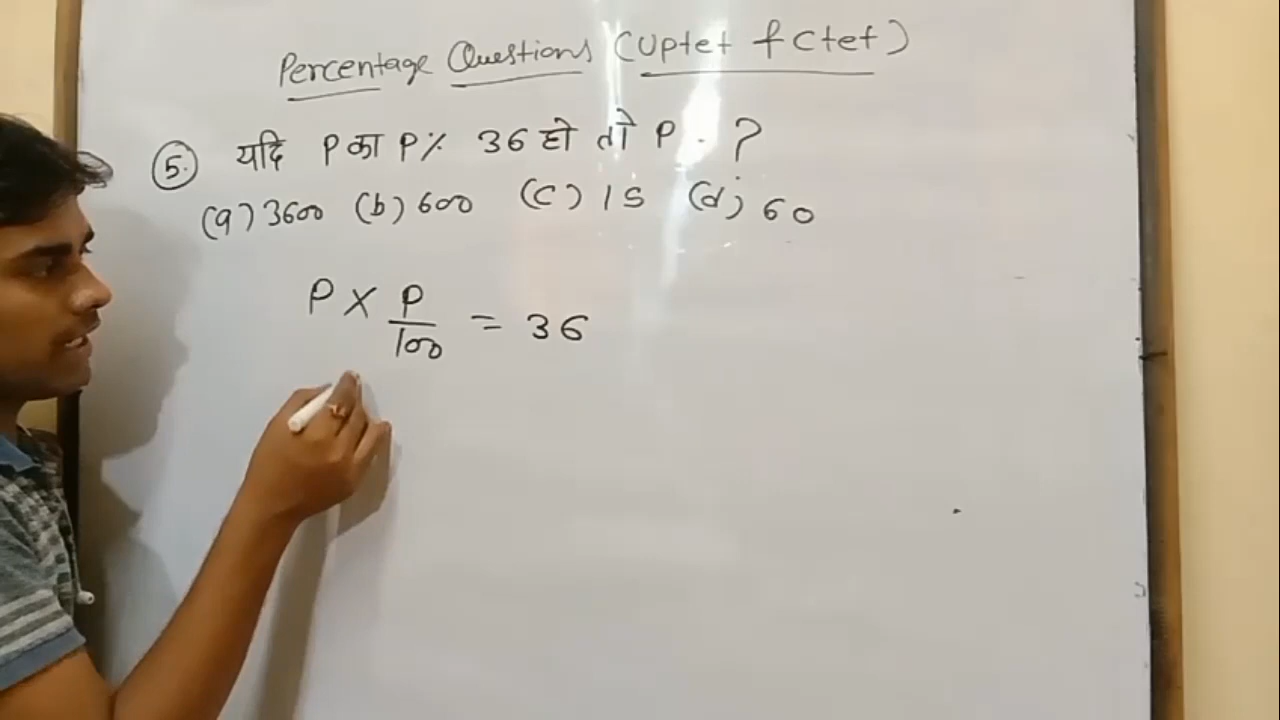 Percentage Questions (Uptet f Ctet)
5. यदि P का P% 36 हो तो P. ?
(a) 3600 (b) 600 (c) 15 (d) 60
P × P/100 = 36